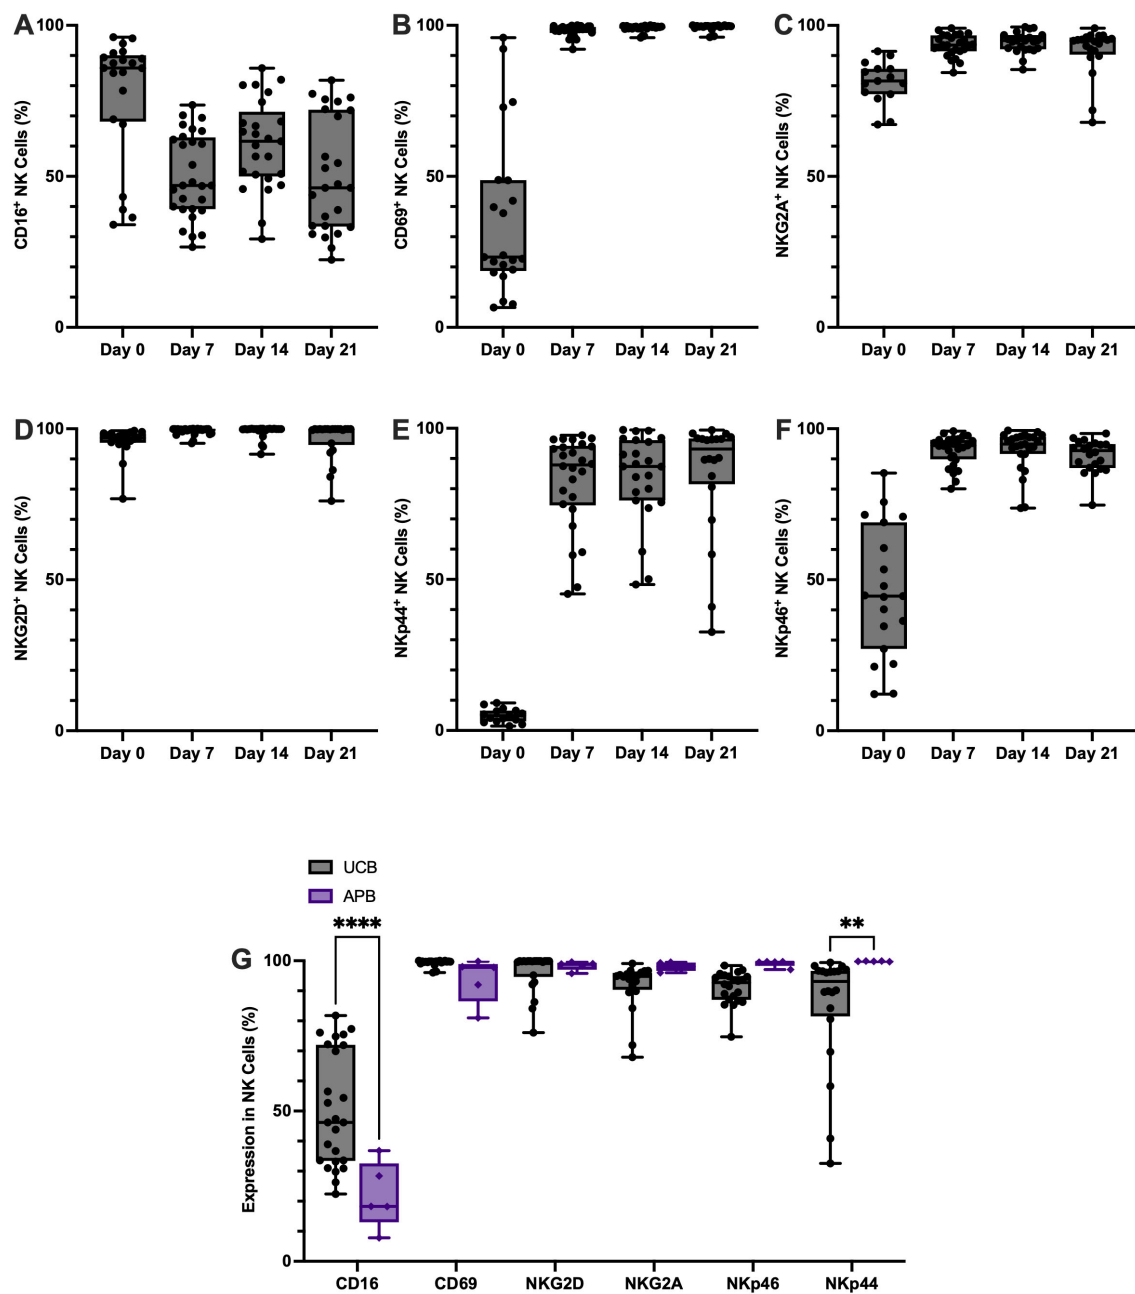 A
CD16+ NK Cells (%)
100
50
0
Day 0 Day 7 Day 14 Day 21
B
CD69+ NK Cells (%)
100
50
0
Day 0 Day 7 Day 14 Day 21
C
NKG2A+ NK Cells (%)
100
50
0
Day 0 Day 7 Day 14 Day 21
D
NKG2D+ NK Cells (%)
100
50
0
Day 0 Day 7 Day 14 Day 21
E
NKp44+ NK Cells (%)
100
50
0
Day 0 Day 7 Day 14 Day 21
F
NKp46+ NK Cells (%)
100
50
0
Day 0 Day 7 Day 14 Day 21
UCB
APB
G
**** **
Expression in NK Cells (%)
100
50
0
CD16 CD69 NKG2D NKG2A NKp46 NKp44